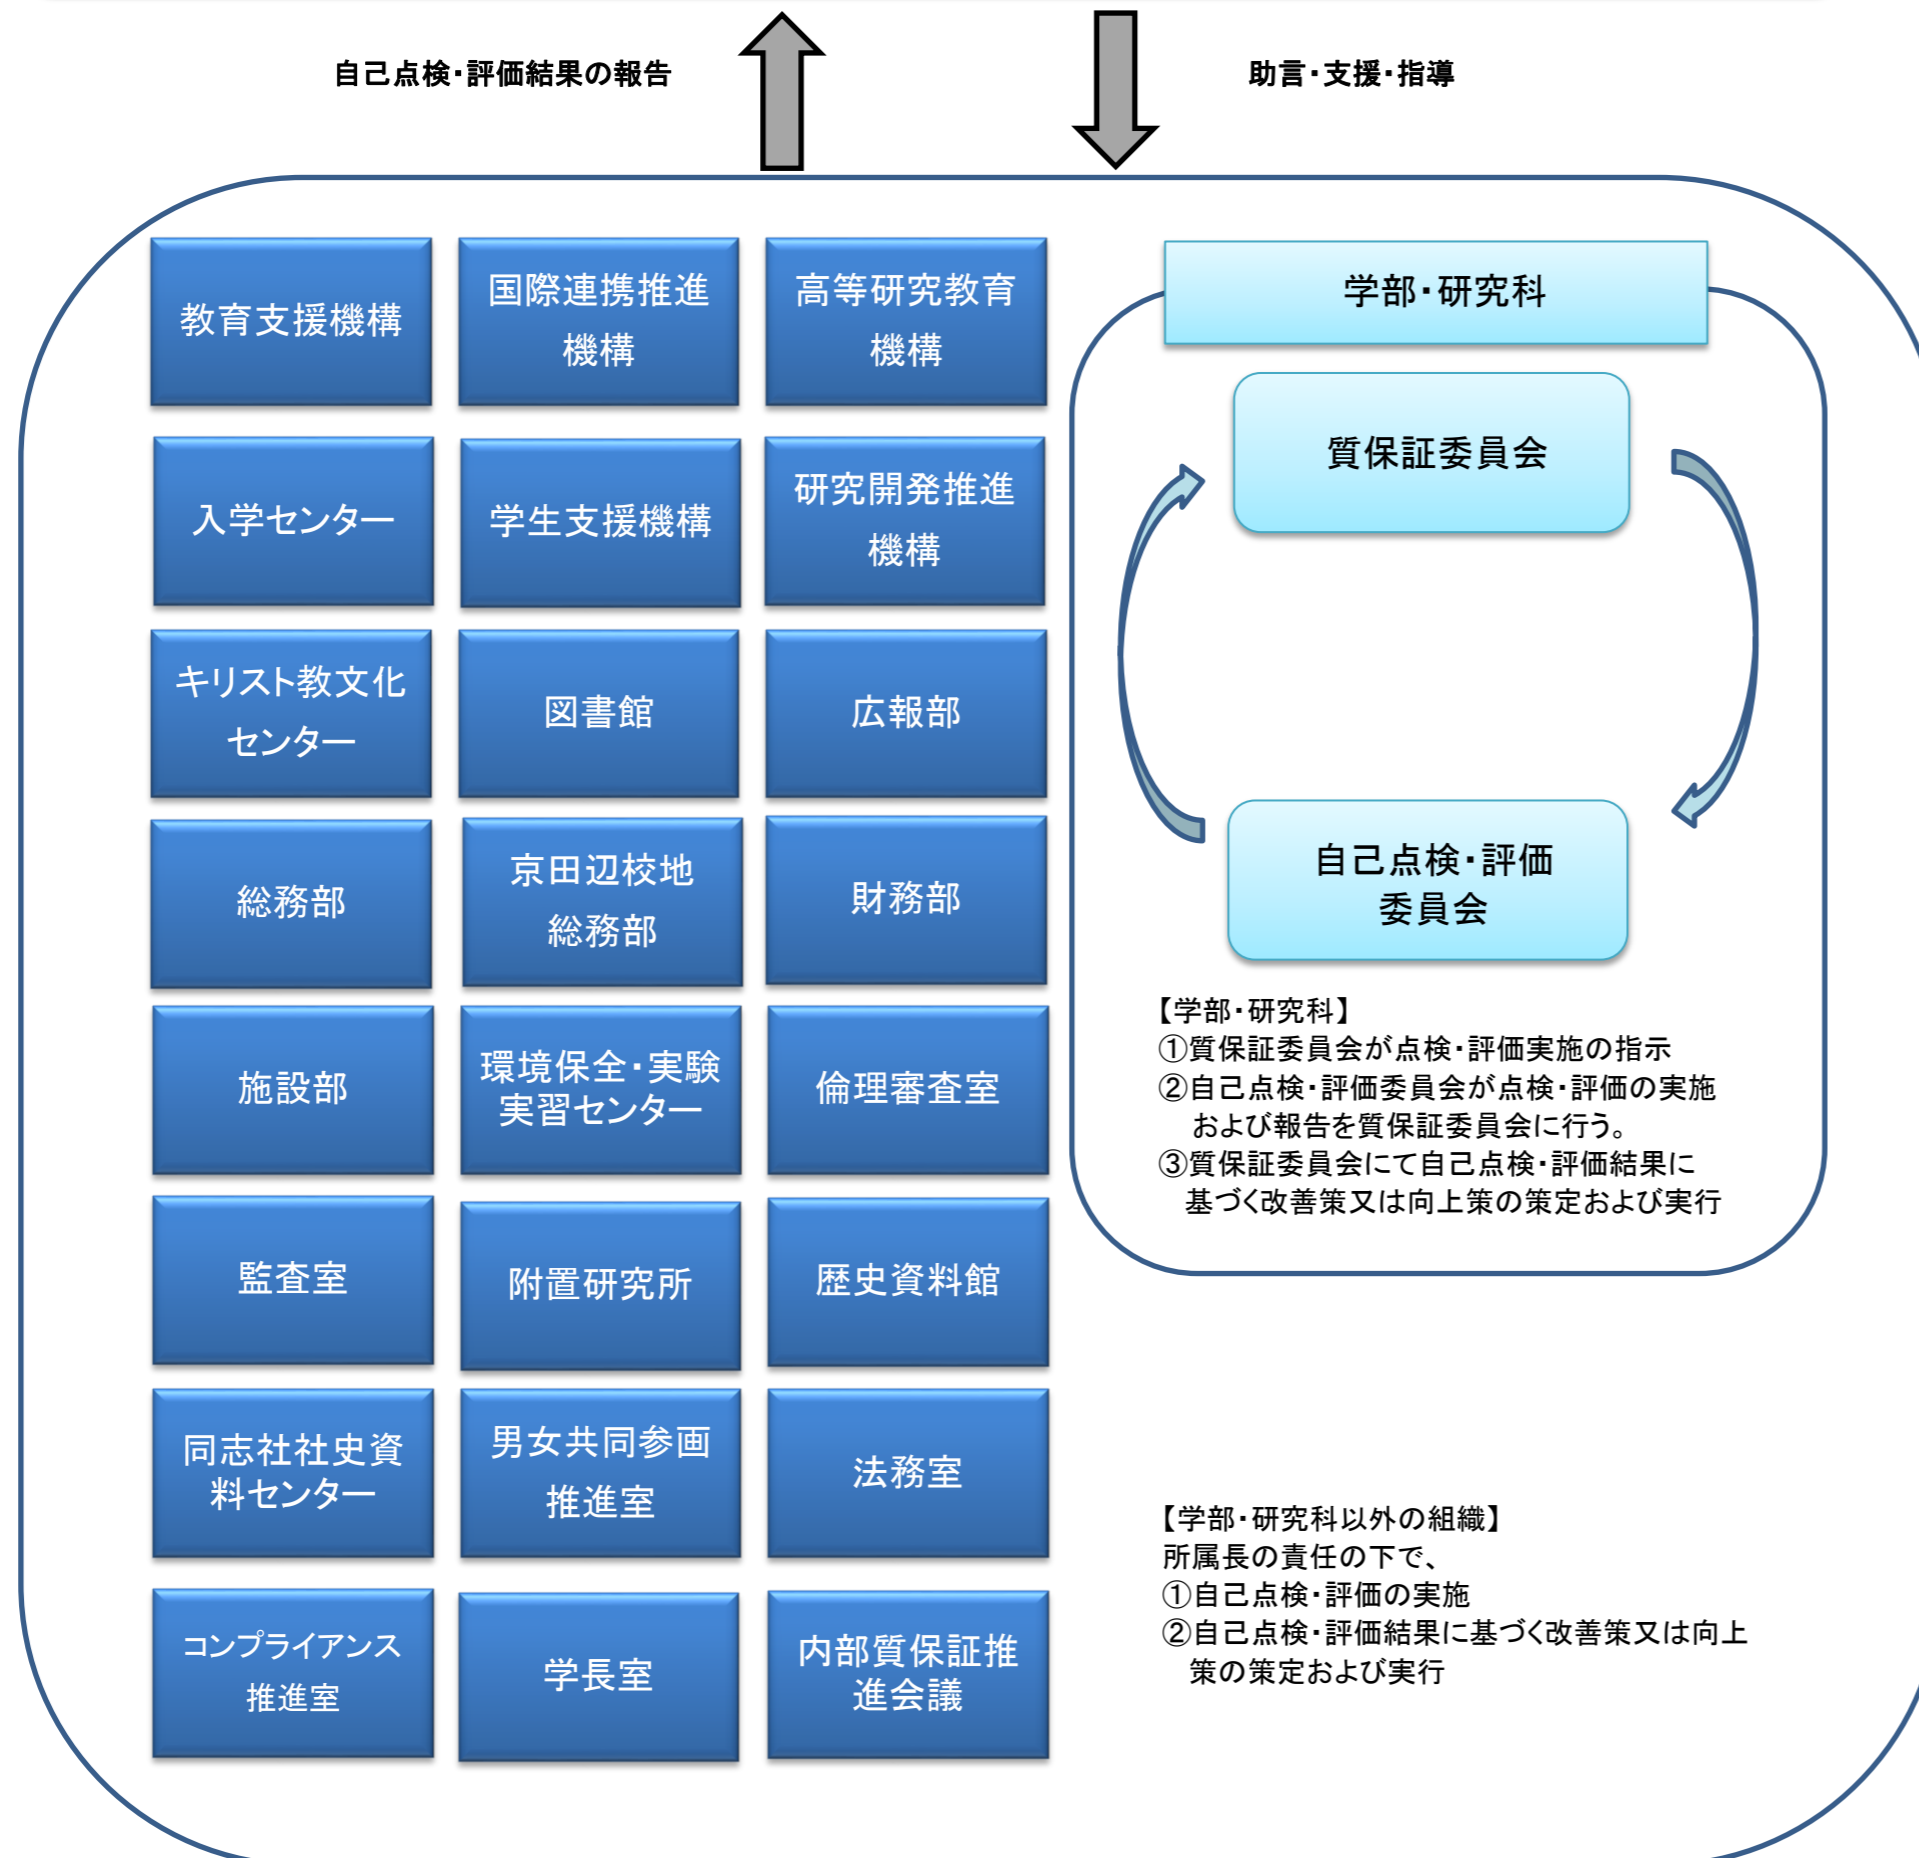 自己点検・評価結果の報告
助言・支援・指導
教育支援機構
国際連携推進
機構
高等研究教育
機構
入学センター
学生支援機構
研究開発推進
機構
キリスト教文化
センター
図書館
広報部
総務部
京田辺校地
総務部
財務部
施設部
環境保全・実験
実習センター
倫理審査室
監査室
附置研究所
歴史資料館
同志社社史資
料センター
男女共同参画
推進室
法務室
コンプライアンス
推進室
学長室
内部質保証推
進会議
学部・研究科
質保証委員会
自己点検・評価
委員会
【学部・研究科】
①質保証委員会が点検・評価実施の指示
②自己点検・評価委員会が点検・評価の実施
および報告を質保証委員会に行う。
③質保証委員会にて自己点検・評価結果に
基づく改善策又は向上策の策定および実行
【学部・研究科以外の組織】
所属長の責任の下で、
①自己点検・評価の実施
②自己点検・評価結果に基づく改善策又は向上
策の策定および実行